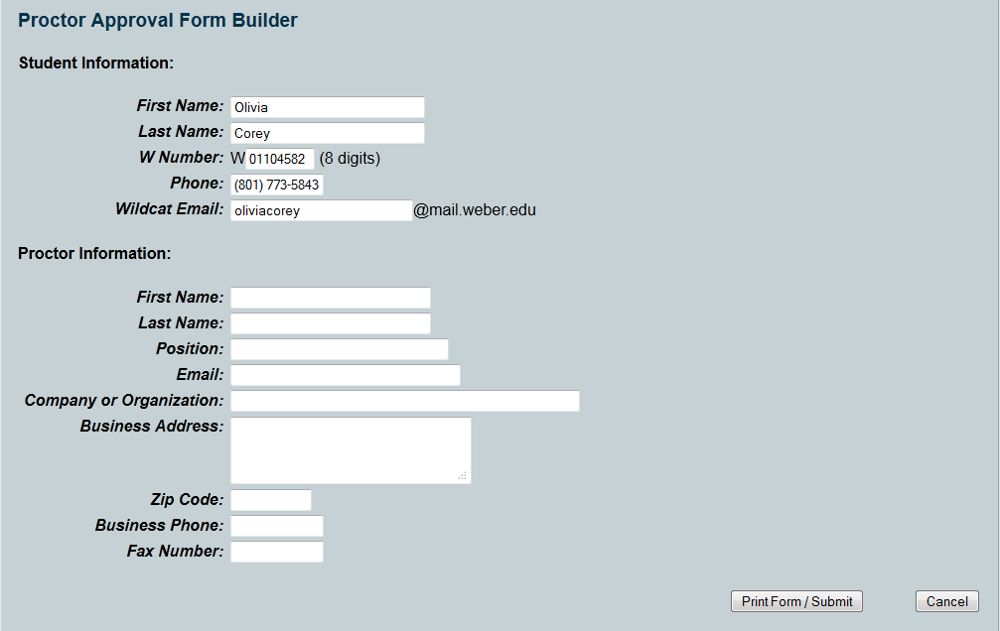 Proctor Approval Form Builder
Student Information:
First Name: Olivia
Last Name: Corey
W Number: W 01104582 (8 digits)
Phone: (801) 773-5843
Wildcat Email: oliviacorey @mail.weber.edu
Proctor Information:
First Name:
Last Name:
Position:
Email:
Company or Organization:
Business Address:
Zip Code:
Business Phone:
Fax Number:
Print Form / Submit Cancel